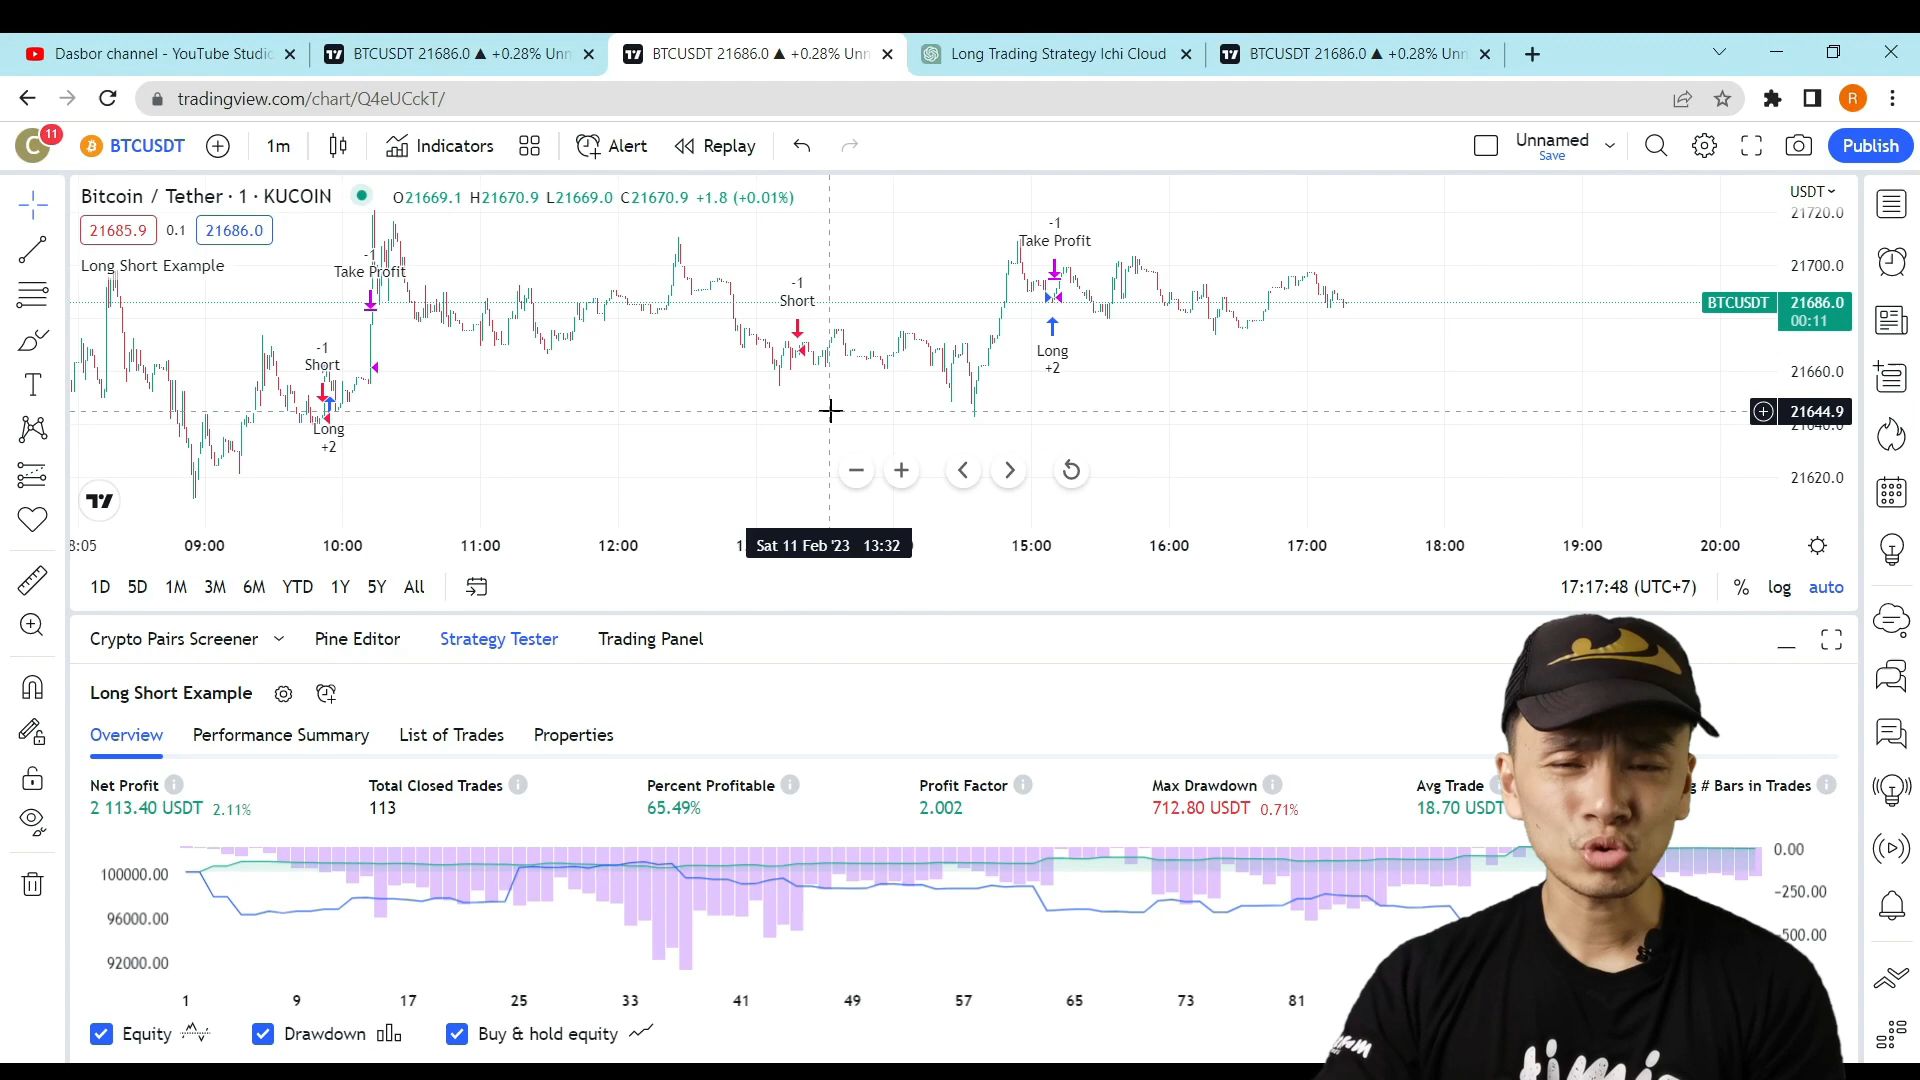 Dasbor channel - YouTube Studio
BTCUSDT 21686.0 ▲ +0.28% Unn
BTCUSDT 21686.0 ▲ +0.28% Unn
Long Trading Strategy Ichi Cloud
BTCUSDT 21686.0 ▲ +0.28% Unn
tradingview.com/chart/Q4eUCckT/
R
C 11
BTCUSDT
1m
Indicators
Alert
Replay
Unnamed
Save
Publish
Bitcoin / Tether · 1 · KUCOIN
O21669.1 H21670.9 L21669.0 C21670.9 +1.8 (+0.01%)
21685.9 0.1 21686.0
Long Short Example
-1
Take Profit
-1
Short
Long
+2
-1
Short
-1
Take Profit
Long
+2
USDT
21720.0
21700.0
BTCUSDT 21686.0
00:11
21660.0
21644.9
21640.0
21620.0
8:05 09:00 10:00 11:00 12:00 Sat 11 Feb '23 13:32 15:00 16:00 17:00 18:00 19:00 20:00
1D 5D 1M 3M 6M YTD 1Y 5Y All
17:17:48 (UTC+7) % log auto
Crypto Pairs Screener Pine Editor Strategy Tester Trading Panel
Long Short Example
Overview Performance Summary List of Trades Properties
Net Profit Total Closed Trades Percent Profitable Profit Factor Max Drawdown Avg Trade # Bars in Trades
2 113.40 USDT 2.11% 113 65.49% 2.002 712.80 USDT 0.71% 18.70 USDT
100000.00
96000.00
92000.00
0.00
-250.00
-500.00
1 9 17 25 33 41 49 57 65 73 81
Equity Drawdown Buy & hold equity